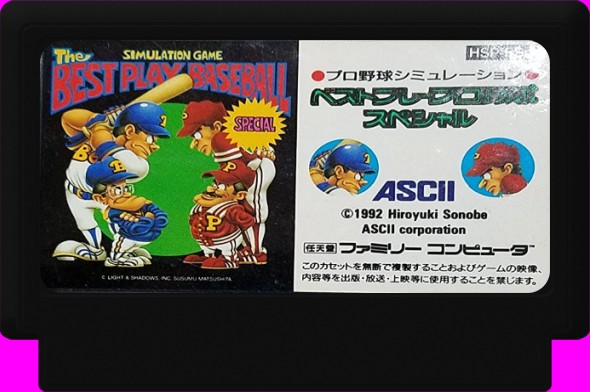 The
SIMULATION GAME
BEST PLAY BASEBALL
SPECIAL
© LIGHT & SHADOWS, INC. SUSUMU MATSUSHITA
●プロ野球シミュレーション●
ベストプレープロ野球
スペシャル
ASCII
©1992 Hiroyuki Sonobe
ASCII corporation
任天堂 ファミリー コンピュータ™
このカセットを無断で複製することおよびゲームの映像、
内容等を出版・放送・上映等に使用することを禁じます。